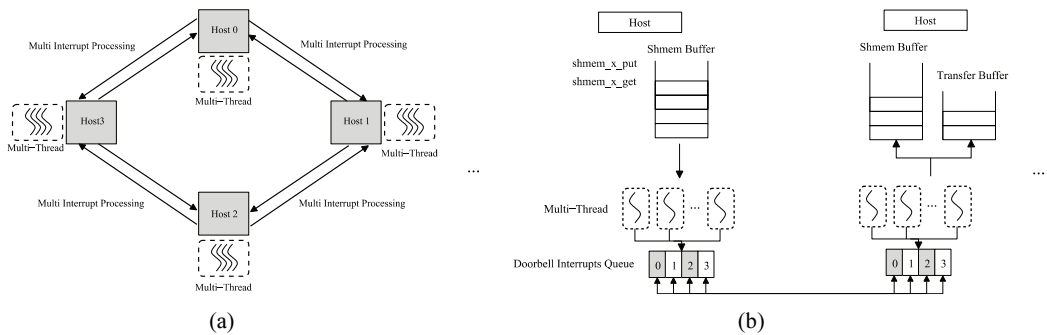 Host 0
Multi Interrupt Processing
Multi Interrupt Processing
Multi-Thread
Host3
Host 1
Multi-Thread
Multi-Thread
Multi Interrupt Processing
Multi Interrupt Processing
Host 2
Multi-Thread
...
(a)
Host
Shmem Buffer
shmem_x_put
shmem_x_get
Multi-Thread
...
Doorbell Interrupts Queue
0 1 2 3
Host
Shmem Buffer
Transfer Buffer
...
...
0 1 2 3
(b)